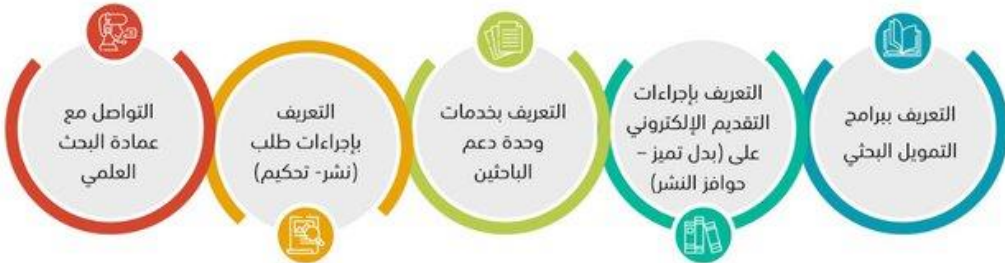 التعريف ببرامج
التمويل البحثي
التعريف بإجراءات
التقديم الإلكتروني
على (بدل تميز –
حوافز النشر)
التعريف بخدمات
وحدة دعم
الباحثين
التعريف
بإجراءات طلب
(نشر- تحكيم)
التواصل مع
عمادة البحث
العلمي